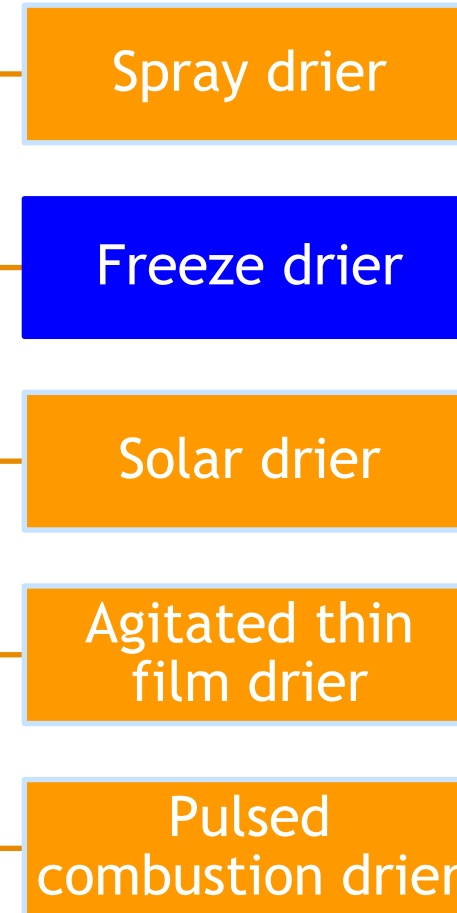 Spray drier
Freeze drier
Solar drier
Agitated thin
film drier
Pulsed
combustion drier